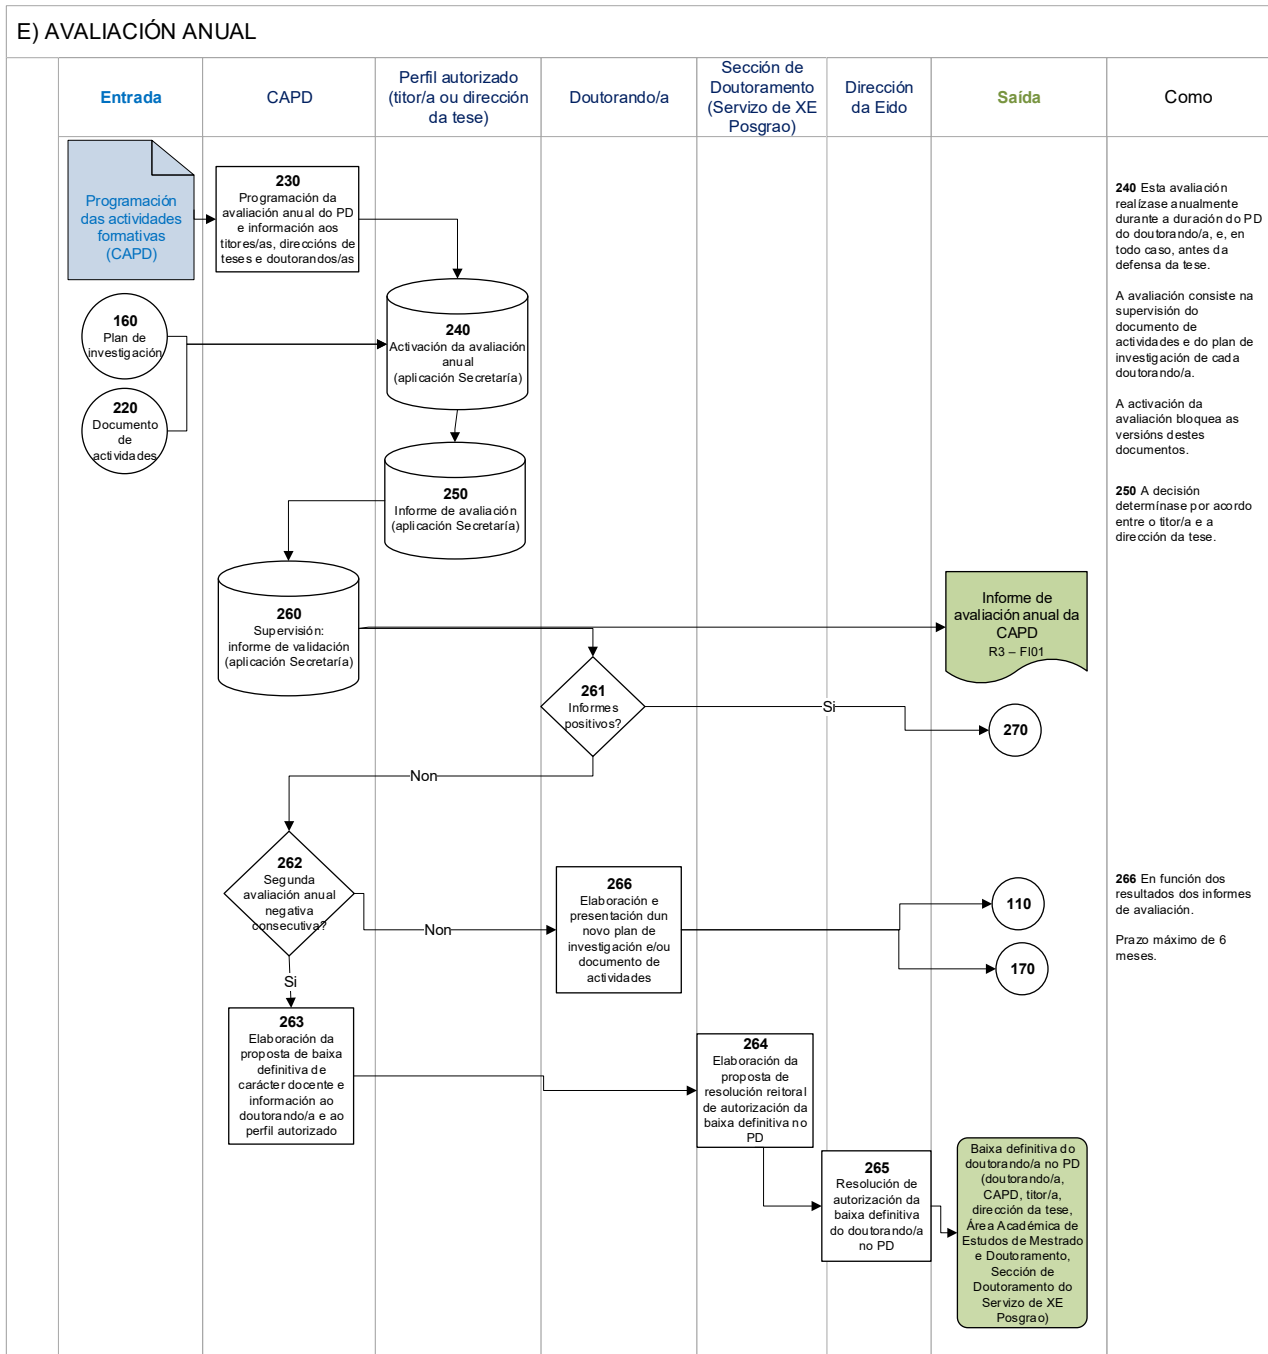 E) AVALIACIÓN ANUAL
Entrada
CAPD
Perfil autorizado
(titor/a ou dirección
da tese)
Doutorando/a
Sección de
Doutoramento
(Servizo de XE
Posgrao)
Dirección
da Eido
Saída
Como
Programación
das actividades
formativas
(CAPD)
230
Programación da
avaliación anual do PD
e información aos
titores/as, direccións de
teses e doutorandos/as
240 Esta avaliación
realízase anualmente
durante a duración do PD
do doutorando/a, e, en
todo caso, antes da
defensa da tese.
A avaliación consiste na
supervisión do
documento de
actividades e do plan de
investigación de cada
doutorando/a.
A activación da
avaliación bloquea as
versións destes
documentos.
160
Plan de
investigación
240
Activación da avaliación
anual
(aplicación Secretaría)
220
Documento
de
actividades
250
Informe de avaliación
(aplicación Secretaría)
250 A decisión
determínase por acordo
entre o titor/a e a
dirección da tese.
260
Supervisión:
informe de validación
(aplicación Secretaría)
Informe de
avaliación anual da
CAPD
R3 – FI01
261
Informes
positivos?
Si
270
Non
262
Segunda
avaliación anual
negativa
consecutiva?
Non
266
Elaboración e
presentación dun
novo plan de
investigación e/ou
documento de
actividades
110
170
266 En función dos
resultados dos informes
de avaliación.
Prazo máximo de 6
meses.
Si
263
Elaboración da
proposta de baixa
definitiva de
carácter docente e
información ao
doutorando/a e ao
perfil autorizado
264
Elaboración da
proposta de
resolución reitoral
de autorización da
baixa definitiva no
PD
265
Resolución de
autorización da
baixa definitiva
do doutorando/a
no PD
Baixa definitiva do
doutorando/a no PD
(doutorando/a,
CAPD, titor/a,
dirección da tese,
Área Académica de
Estudos de Mestrado
e Doutoramento,
Sección de
Doutoramento do
Servizo de XE
Posgrao)